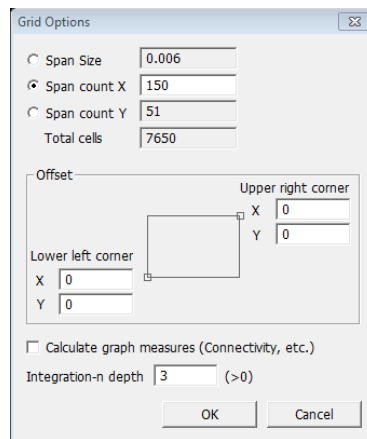 Grid Options
Span Size 0.006
Span count X 150
Span count Y 51
Total cells 7650
Offset
Upper right corner
X 0
Y 0
Lower left corner
X 0
Y 0
Calculate graph measures (Connectivity, etc.)
Integration-n depth 3 (>0)
OK Cancel